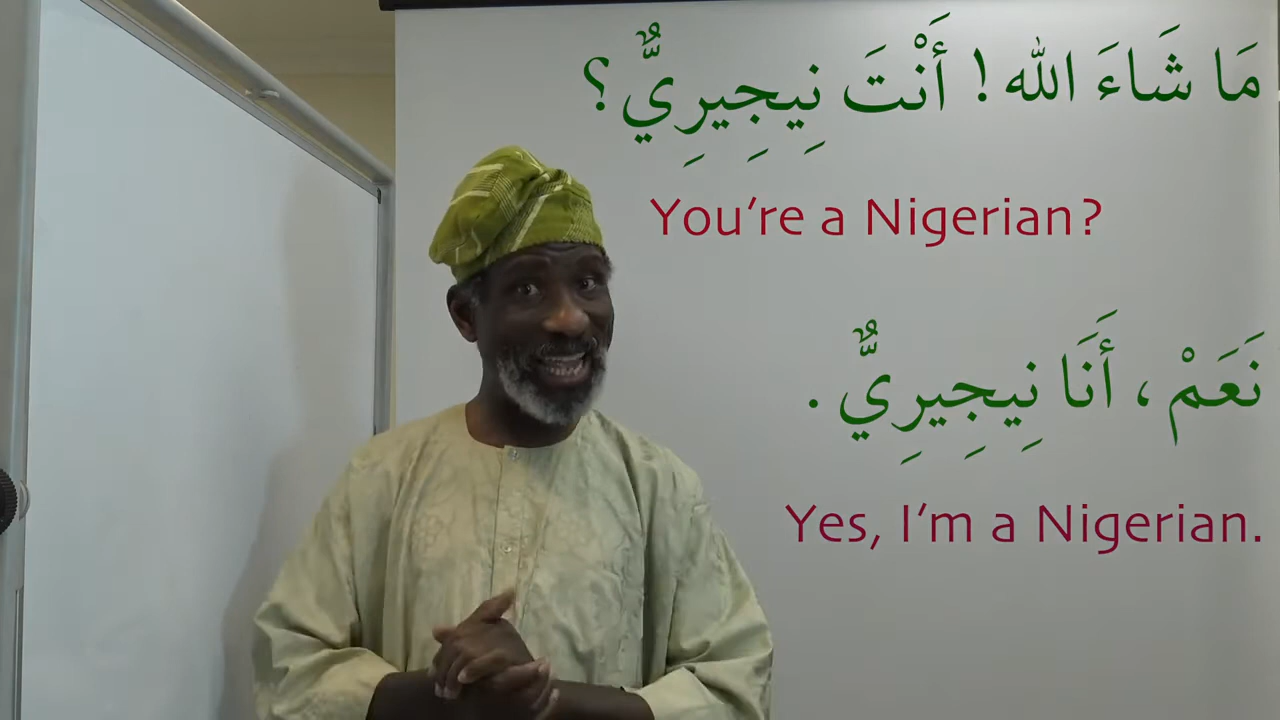 مَا شَاءَ الله! أَنْتَ نِيجِيرِيٌّ؟
You're a Nigerian?
نَعَمْ، أَنَا نِيجِيرِيٌّ.
Yes, I'm a Nigerian.